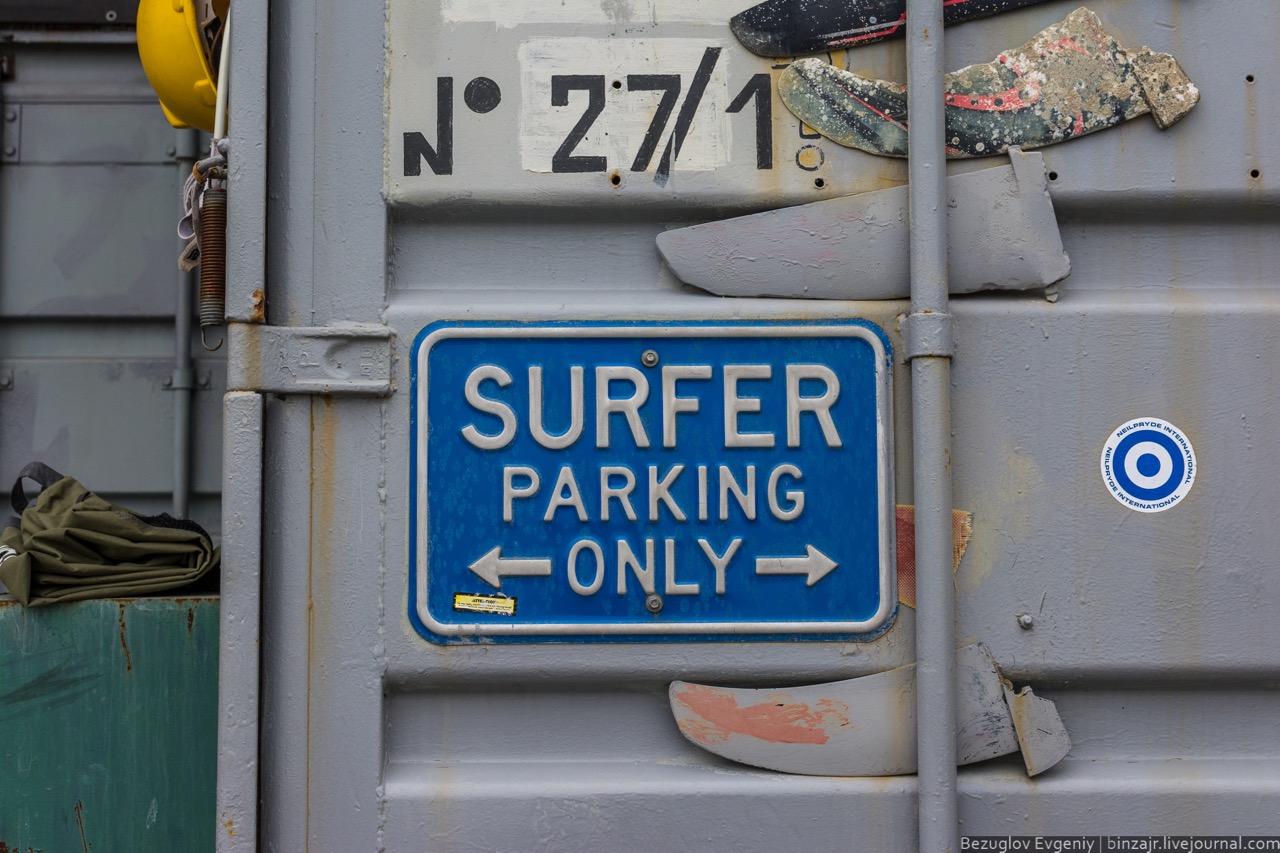 N° 27/1
SURFER
PARKING
ONLY
NEILPRYDE INTERNATIONAL
NEILPRYDE INTERNATIONAL
Bezuglov Evgeniy | binzajr.livejournal.com